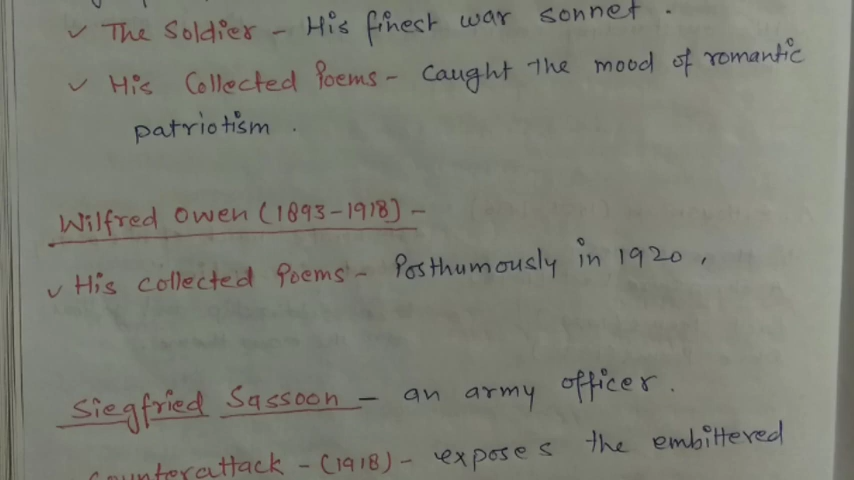 ✓ The Soldier - His finest war sonnet.
✓ His Collected Poems - Caught the mood of romantic
patriotism.
Wilfred Owen (1893-1918) -
✓ His collected Poems - Posthumously in 1920.
Siegfried Sassoon - an army officer.
Counterattack - (1918) - exposes the embittered